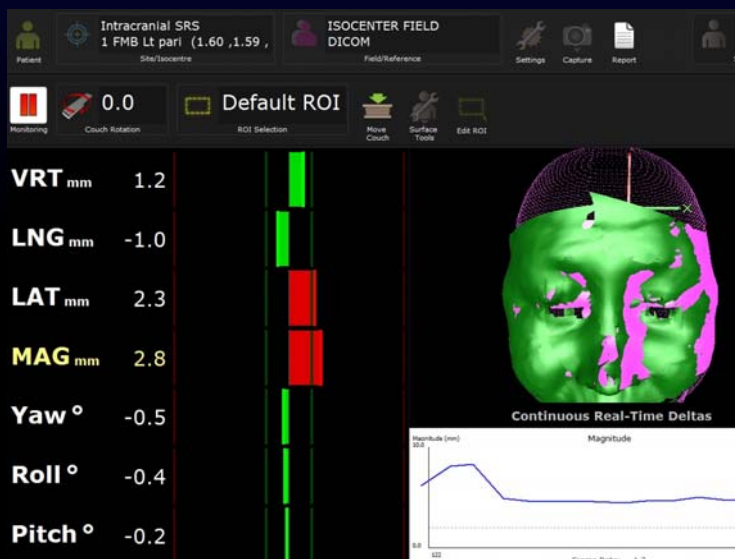 Intracranial SRS
1 FMB Lt pari (1.60 ,1.59 ,
ISOCENTER FIELD
DICOM
Patient
Site/Isocentre
Field/Reference
Settings
Capture
Report
0.0
Default ROI
Monitoring
Couch Rotation
ROI Selection
Move Couch
Surface Tools
Edit ROI
VRT mm 1.2
LNG mm -1.0
LAT mm 2.3
MAG mm 2.8
Yaw ° -0.5
Roll ° -0.4
Pitch ° -0.2
Continuous Real-Time Deltas
Magnitude (mm)
Magnitude
10.0
0.0